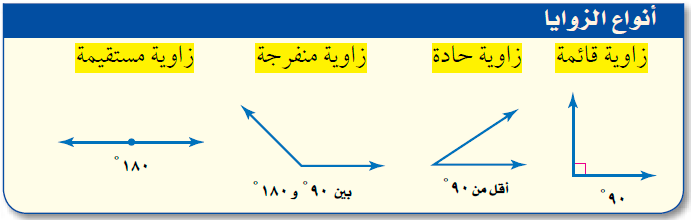 أنواع الزوايا
زاوية قائمة
زاوية حادة
زاوية منفرجة
زاوية مستقيمة
٩٠°
أقل من ٩٠°
بين ٩٠° و ١٨٠°
١٨٠°